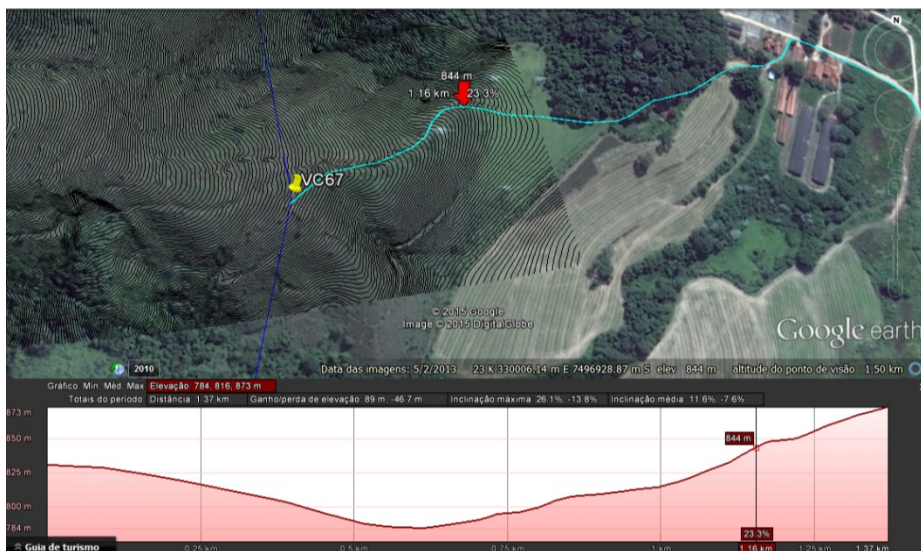 N
844 m
1.16 km 23.3%
VC67
© 2015 Google
Image © 2015 DigitalGlobe
Google earth
2010
Data das imagens: 5/2/2013 23 K 330006.14 m E 7496928.87 m S elev 844 m altitude do ponto de visão 1.50 km
Gráfico: Mín, Méd, Máx Elevação: 784, 816, 873 m
Totais do período Distância: 1.37 km Ganho/perda de elevação: 89 m, -46.7 m Inclinação máxima: 26.1%, -13.8% Inclinação média: 11.6%, -7.6%
873 m
844 m
850 m
825 m
800 m
784 m
23.3%
Guia de turismo 0.25 km 0.5 km 0.75 km 1 km 1.16 km 1.25 km 1.37 km